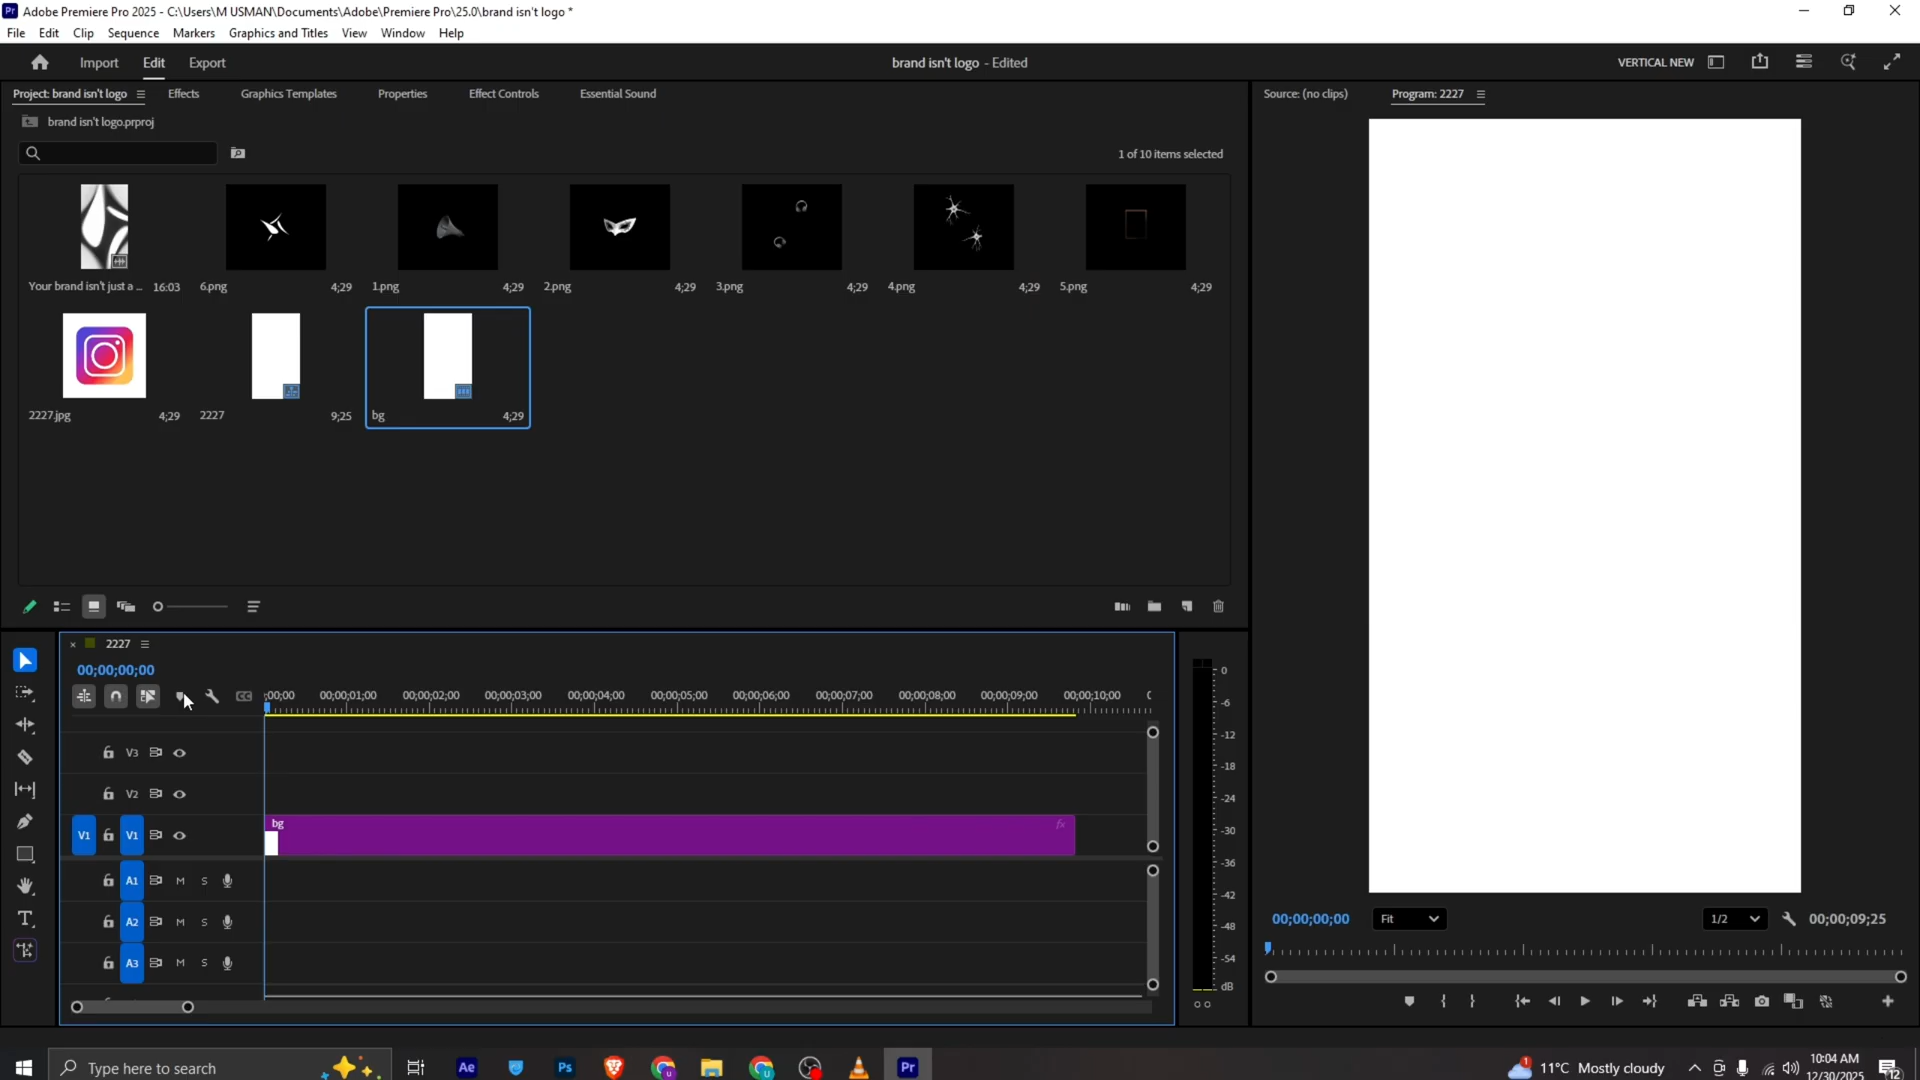 Adobe Premiere Pro 2025 - C:\Users\M USMAN\Documents\Adobe\Premiere Pro\25.0\brand isn't logo *
File Edit Clip Sequence Markers Graphics and Titles View Window Help
Import Edit Export
brand isn't logo - Edited
VERTICAL NEW
Project: brand isn't logo Effects Graphics Templates Properties Effect Controls Essential Sound
Source: (no clips) Program: 2227
brand isn't logo.prproj
1 of 10 items selected
Your brand isn't just a ... 16:03 6.png 4;29 1.png 4;29 2.png 4;29 3.png 4;29 4.png 4;29 5.png 4;29
2227.jpg 4;29 2227 9;25 bg 4;29
2227
00;00;00;00
;00;00 00;00;01;00 00;00;02;00 00;00;03;00 00;00;04;00 00;00;05;00 00;00;06;00 00;00;07;00 00;00;08;00 00;00;09;00 00;00;10;00
V3
V2
V1 V1 bg fx
A1 M S
A2 M S
A3 M S
0
-6
-12
-18
-24
-30
-36
-42
-48
-54
dB
00;00;00;00 Fit 1/2 00;00;09;25
Type here to search
Ae Ps Pr
11°C Mostly cloudy
10:04 AM
12/30/2025